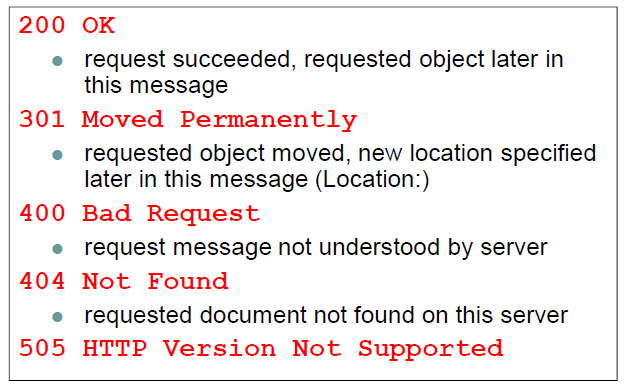 200 OK
● request succeeded, requested object later in
this message
301 Moved Permanently
● requested object moved, new location specified
later in this message (Location:)
400 Bad Request
● request message not understood by server
404 Not Found
● requested document not found on this server
505 HTTP Version Not Supported